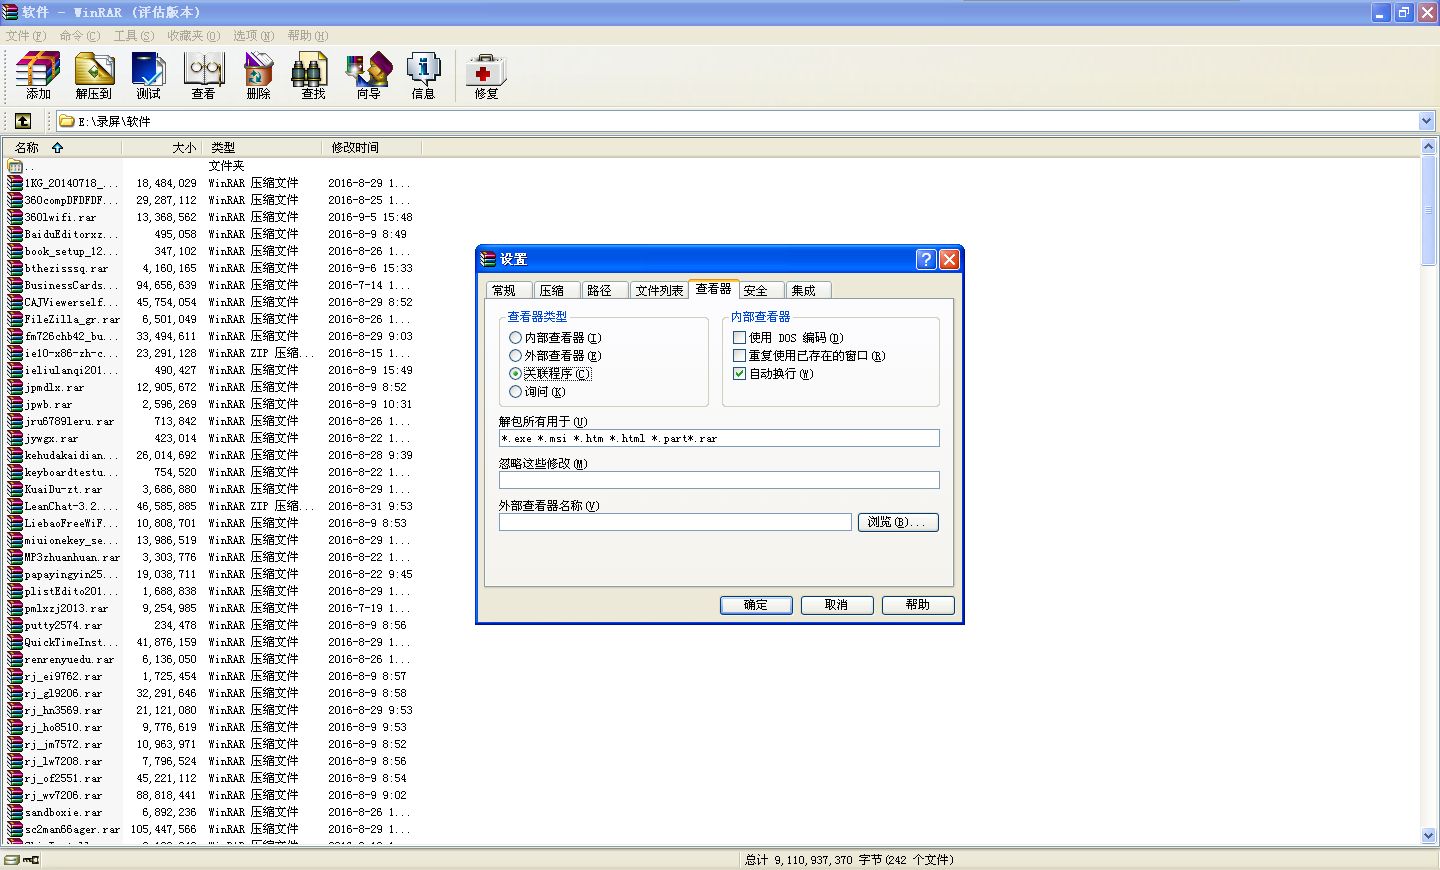 软件 - WinRAR (评估版本)
文件(F) 命令(C) 工具(S) 收藏夹(O) 选项(N) 帮助(H)
添加 解压到 测试 查看 删除 查找 向导 信息 修复
E:\录屏\软件
名称 大小 类型 修改时间
.. 文件夹
1KG_20140718_... 18,484,029 WinRAR 压缩文件 2016-8-29 1...
360compDFDFDF... 29,287,112 WinRAR 压缩文件 2016-8-25 1...
360lwifi.rar 13,368,562 WinRAR 压缩文件 2016-9-5 15:48
BaiduEditorxz... 495,058 WinRAR 压缩文件 2016-8-9 8:49
book_setup_12... 347,102 WinRAR 压缩文件 2016-8-26 1...
bthezisssq.rar 4,160,165 WinRAR 压缩文件 2016-9-6 15:33
BusinessCards... 94,656,639 WinRAR 压缩文件 2016-7-14 1...
CAJViewerself... 45,754,054 WinRAR 压缩文件 2016-8-29 8:52
FileZilla_gr.rar 6,501,049 WinRAR 压缩文件 2016-8-26 1...
fm726chb42_bu... 33,494,611 WinRAR 压缩文件 2016-8-29 9:03
ie10-x86-zh-c... 23,291,128 WinRAR ZIP 压缩... 2016-8-15 1...
ieliulanqi201... 490,427 WinRAR 压缩文件 2016-8-9 15:49
jpmdlx.rar 12,905,672 WinRAR 压缩文件 2016-8-9 8:52
jpwb.rar 2,596,269 WinRAR 压缩文件 2016-8-9 10:31
jru6789leru.rar 713,842 WinRAR 压缩文件 2016-8-26 1...
jywgx.rar 423,014 WinRAR 压缩文件 2016-8-22 1...
kehudakaidian... 26,014,692 WinRAR 压缩文件 2016-8-28 9:39
keyboardtestu... 754,520 WinRAR 压缩文件 2016-8-22 1...
KuaiDu-zt.rar 3,686,880 WinRAR 压缩文件 2016-8-29 1...
LeanChat-3.2... 46,585,885 WinRAR ZIP 压缩... 2016-8-31 9:53
LiebaoFreeWiF... 10,808,701 WinRAR 压缩文件 2016-8-9 8:53
miuionekey_se... 13,986,519 WinRAR 压缩文件 2016-8-29 1...
MP3zhuanhuan.rar 3,303,776 WinRAR 压缩文件 2016-8-22 1...
papayingyin25... 19,038,711 WinRAR 压缩文件 2016-8-22 9:45
plistEdito201... 1,688,838 WinRAR 压缩文件 2016-8-29 1...
pmlxzj2013.rar 9,254,985 WinRAR 压缩文件 2016-7-19 1...
putty2574.rar 234,478 WinRAR 压缩文件 2016-8-9 8:56
QuickTimeInst... 41,876,159 WinRAR 压缩文件 2016-8-29 1...
renrenyuedu.rar 6,136,050 WinRAR 压缩文件 2016-8-26 1...
rj_ei9762.rar 1,725,454 WinRAR 压缩文件 2016-8-9 8:57
rj_gl9206.rar 32,291,646 WinRAR 压缩文件 2016-8-9 8:58
rj_hn3569.rar 21,121,080 WinRAR 压缩文件 2016-8-29 9:53
rj_ho8510.rar 9,776,619 WinRAR 压缩文件 2016-8-9 9:53
rj_jm7572.rar 10,963,971 WinRAR 压缩文件 2016-8-9 8:52
rj_lw7208.rar 7,796,524 WinRAR 压缩文件 2016-8-9 8:56
rj_of2551.rar 45,221,112 WinRAR 压缩文件 2016-8-9 8:54
rj_wv7206.rar 88,818,441 WinRAR 压缩文件 2016-8-9 9:02
sandboxie.rar 6,892,236 WinRAR 压缩文件 2016-8-26 1...
sc2man66ager.rar 105,447,566 WinRAR 压缩文件 2016-8-29 1...
设置
常规 压缩 路径 文件列表 查看器 安全 集成
查看器类型
内部查看器(I)
外部查看器(E)
关联程序(C)
询问(K)
内部查看器
使用 DOS 编码(D)
重复使用已存在的窗口(R)
自动换行(W)
解包所有用于(U)
*.exe *.msi *.htm *.html *.part*.rar
忽略这些修改(M)
外部查看器名称(V)
浏览(B)...
确定 取消 帮助
总计 9,110,937,370 字节(242 个文件)